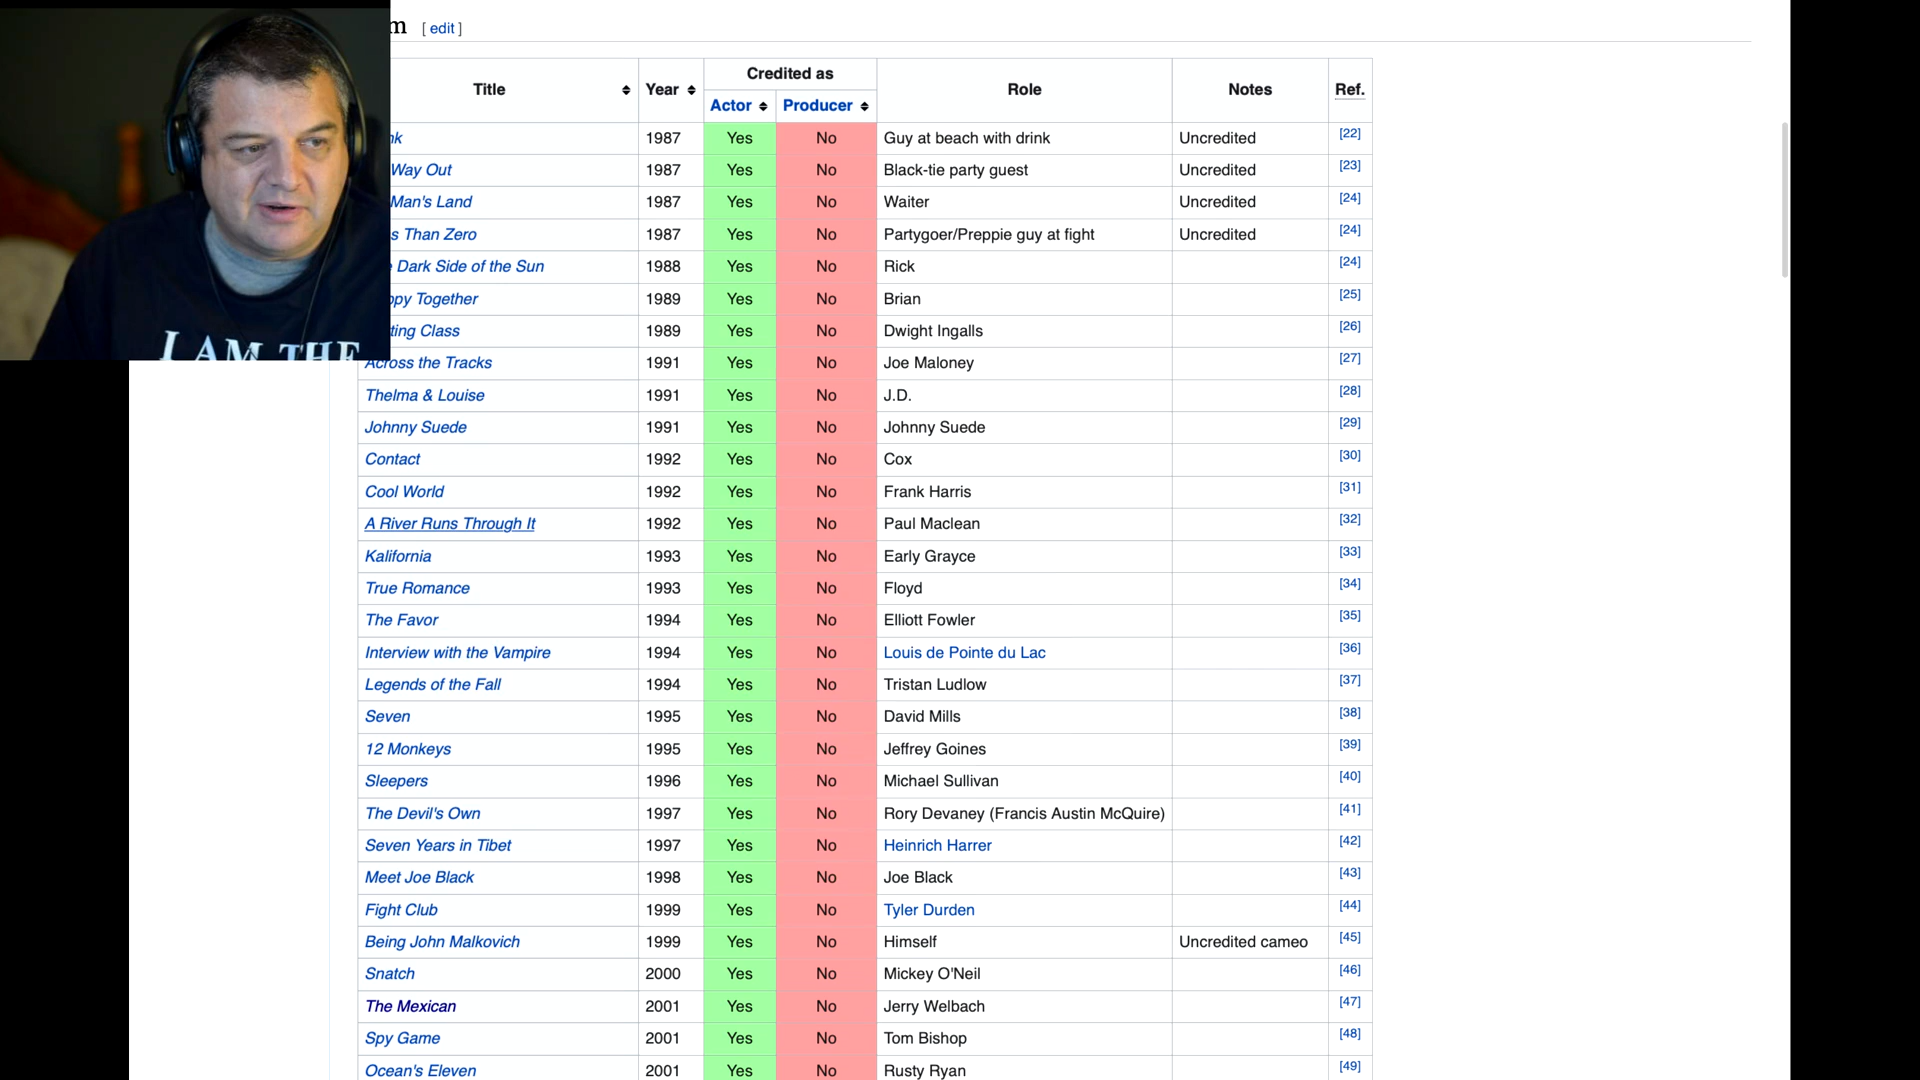 m [ edit ]
Title Year Credited as Role Notes Ref.
Actor Producer
nk 1987 Yes No Guy at beach with drink Uncredited [22]
Way Out 1987 Yes No Black-tie party guest Uncredited [23]
Man's Land 1987 Yes No Waiter Uncredited [24]
s Than Zero 1987 Yes No Partygoer/Preppie guy at fight Uncredited [24]
Dark Side of the Sun 1988 Yes No Rick [24]
ppy Together 1989 Yes No Brian [25]
ting Class 1989 Yes No Dwight Ingalls [26]
Across the Tracks 1991 Yes No Joe Maloney [27]
Thelma & Louise 1991 Yes No J.D. [28]
Johnny Suede 1991 Yes No Johnny Suede [29]
Contact 1992 Yes No Cox [30]
Cool World 1992 Yes No Frank Harris [31]
A River Runs Through It 1992 Yes No Paul Maclean [32]
Kalifornia 1993 Yes No Early Grayce [33]
True Romance 1993 Yes No Floyd [34]
The Favor 1994 Yes No Elliott Fowler [35]
Interview with the Vampire 1994 Yes No Louis de Pointe du Lac [36]
Legends of the Fall 1994 Yes No Tristan Ludlow [37]
Seven 1995 Yes No David Mills [38]
12 Monkeys 1995 Yes No Jeffrey Goines [39]
Sleepers 1996 Yes No Michael Sullivan [40]
The Devil's Own 1997 Yes No Rory Devaney (Francis Austin McQuire) [41]
Seven Years in Tibet 1997 Yes No Heinrich Harrer [42]
Meet Joe Black 1998 Yes No Joe Black [43]
Fight Club 1999 Yes No Tyler Durden [44]
Being John Malkovich 1999 Yes No Himself Uncredited cameo [45]
Snatch 2000 Yes No Mickey O'Neil [46]
The Mexican 2001 Yes No Jerry Welbach [47]
Spy Game 2001 Yes No Tom Bishop [48]
Ocean's Eleven 2001 Yes No Rusty Ryan [49]
I AM THE